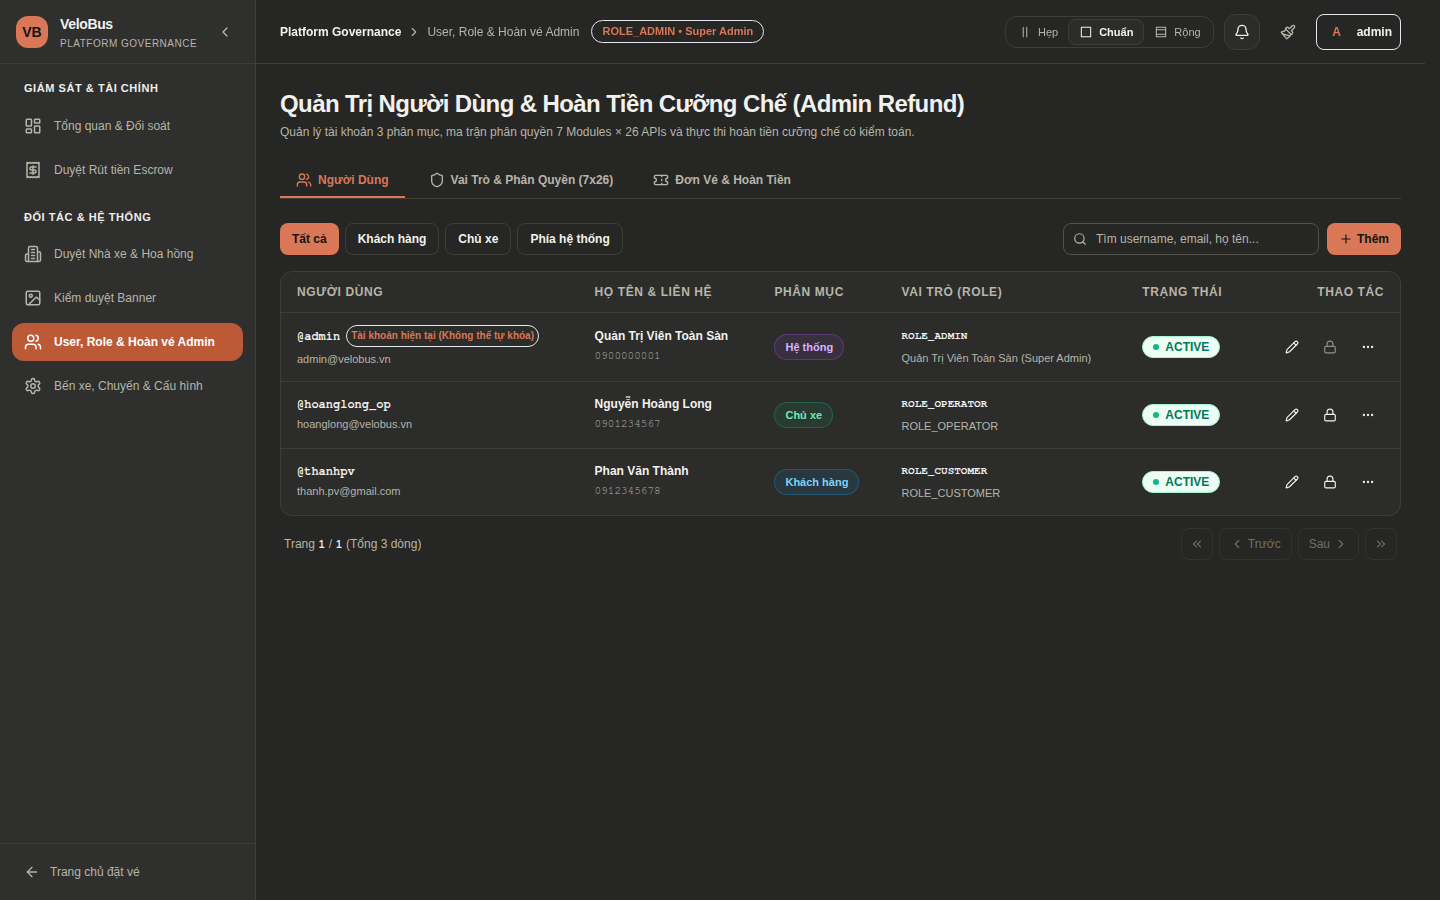 VB
VeloBus
PLATFORM GOVERNANCE
GIÁM SÁT & TÀI CHÍNH
Tổng quan & Đối soát
Duyệt Rút tiền Escrow
ĐỐI TÁC & HỆ THỐNG
Duyệt Nhà xe & Hoa hồng
Kiểm duyệt Banner
User, Role & Hoàn vé Admin
Bến xe, Chuyến & Cấu hình
Trang chủ đặt vé
Platform Governance
User, Role & Hoàn vé Admin
ROLE_ADMIN • Super Admin
Hẹp
Chuẩn
Rộng
A
admin
Quản Trị Người Dùng & Hoàn Tiền Cưỡng Chế (Admin Refund)
Quản lý tài khoản 3 phân mục, ma trận phân quyền 7 Modules × 26 APIs và thực thi hoàn tiền cưỡng chế có kiểm toán.
Người Dùng
Vai Trò & Phân Quyền (7x26)
Đơn Vé & Hoàn Tiền
Tất cả
Khách hàng
Chủ xe
Phía hệ thống
Tìm username, email, họ tên...
Thêm
NGƯỜI DÙNG HỌ TÊN & LIÊN HỆ PHÂN MỤC VAI TRÒ (ROLE) TRẠNG THÁI THAO TÁC
@admin Tài khoản hiện tại (Không thể tự khóa)
admin@velobus.vn
Quản Trị Viên Toàn Sàn
0900000001
Hệ thống
ROLE_ADMIN
Quản Trị Viên Toàn Sàn (Super Admin)
ACTIVE
@hoanglong_op
hoanglong@velobus.vn
Nguyễn Hoàng Long
0901234567
Chủ xe
ROLE_OPERATOR
ROLE_OPERATOR
ACTIVE
@thanhpv
thanh.pv@gmail.com
Phan Văn Thành
0912345678
Khách hàng
ROLE_CUSTOMER
ROLE_CUSTOMER
ACTIVE
Trang 1 / 1 (Tổng 3 dòng)
Trước
Sau